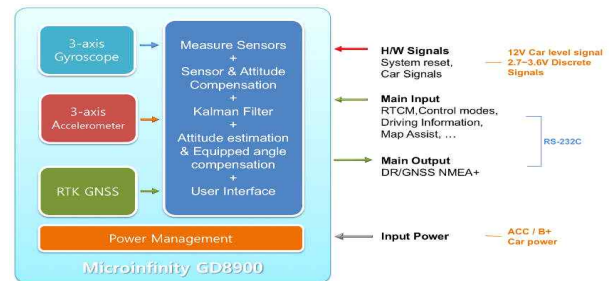 3-axis
Gyroscope
3-axis
Accelerometer
RTK GNSS
Measure Sensors
+
Sensor & Attitude
Compensation
+
Kalman Filter
+
Attitude estimation
& Equipped angle
compensation
+
User Interface
Power Management
Microinfinity GD8900
H/W Signals
System reset,
Car Signals
12V Car level signal
2.7~3.6V Discrete
Signals
Main Input
RTCM,Control modes,
Driving Information,
Map Assist, ...
RS-232C
Main Output
DR/GNSS NMEA+
Input Power
ACC / B+
Car power